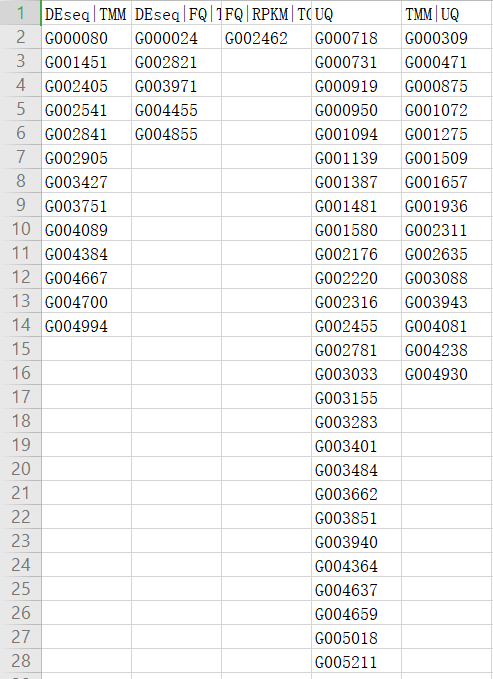 1 DEseq|TMM DEseq|FQ|T FQ|RPKM|TC UQ TMM|UQ
2 G000080 G000024 G002462 G000718 G000309
3 G001451 G002821 G000731 G000471
4 G002405 G003971 G000919 G000875
5 G002541 G004455 G000950 G001072
6 G002841 G004855 G001094 G001275
7 G002905 G001139 G001509
8 G003427 G001387 G001657
9 G003751 G001481 G001936
10 G004089 G001580 G002311
11 G004384 G002176 G002635
12 G004667 G002220 G003088
13 G004700 G002316 G003943
14 G004994 G002455 G004081
15 G002781 G004238
16 G003033 G004930
17 G003155
18 G003283
19 G003401
20 G003484
21 G003662
22 G003851
23 G003940
24 G004364
25 G004637
26 G004659
27 G005018
28 G005211